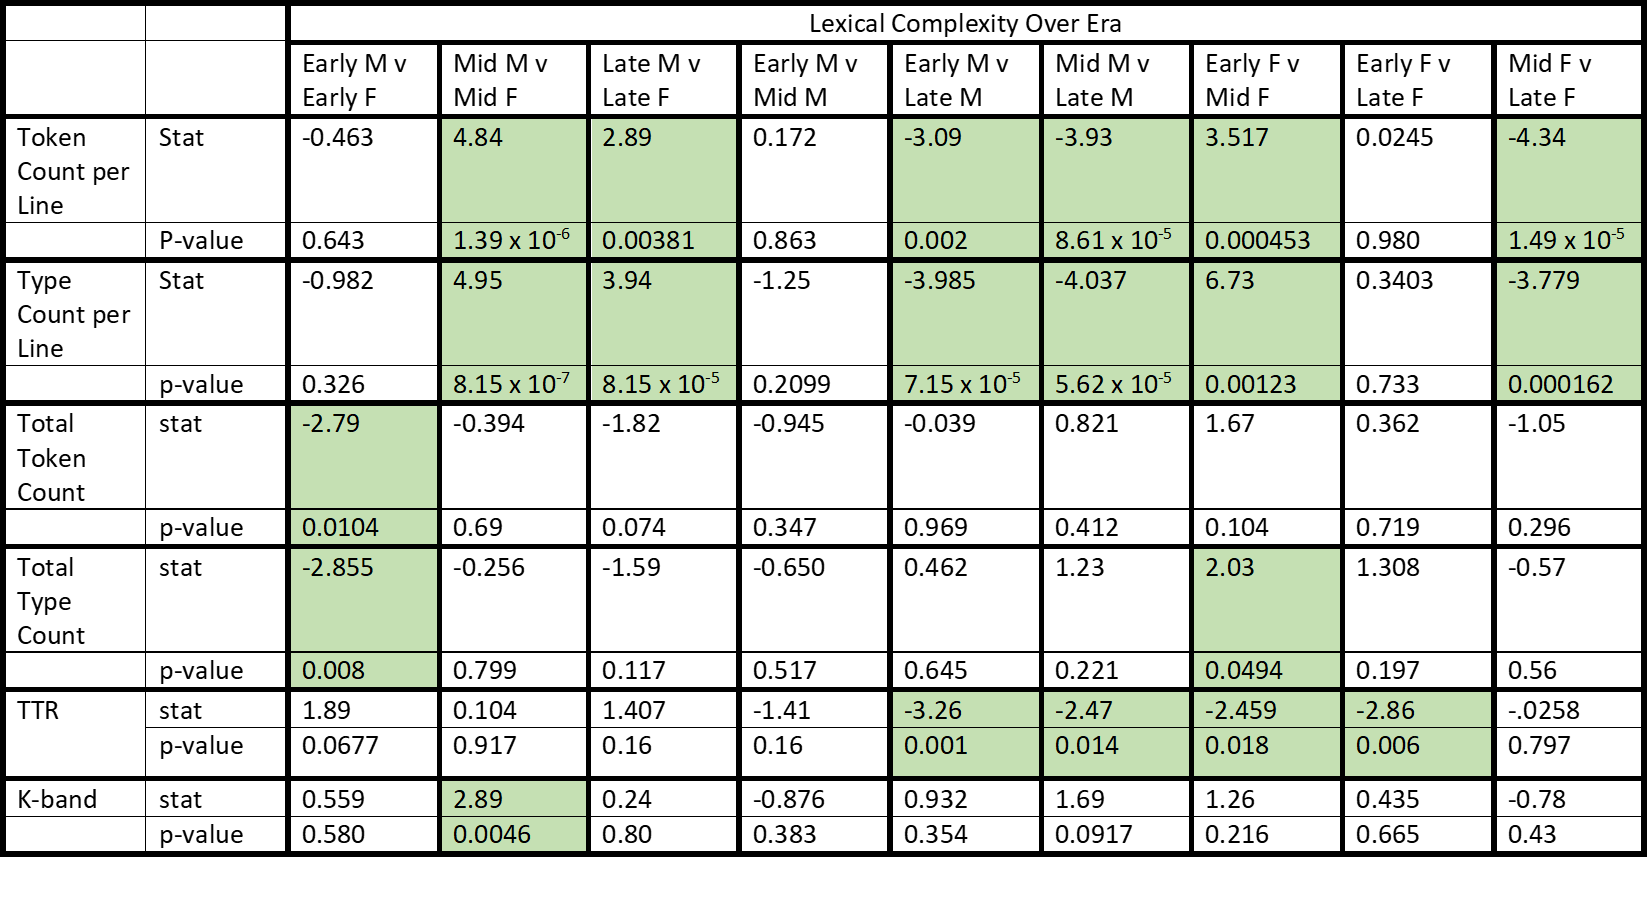 Lexical Complexity Over Era
Early M v Early F Mid M v Mid F Late M v Late F Early M v Mid M Early M v Late M Mid M v Late M Early F v Mid F Early F v Late F Mid F v Late F
Token Count per Line Stat -0.463 4.84 2.89 0.172 -3.09 -3.93 3.517 0.0245 -4.34
P-value 0.643 1.39 x 10-6 0.00381 0.863 0.002 8.61 x 10-5 0.000453 0.980 1.49 x 10-5
Type Count per Line Stat -0.982 4.95 3.94 -1.25 -3.985 -4.037 6.73 0.3403 -3.779
p-value 0.326 8.15 x 10-7 8.15 x 10-5 0.2099 7.15 x 10-5 5.62 x 10-5 0.00123 0.733 0.000162
Total Token Count stat -2.79 -0.394 -1.82 -0.945 -0.039 0.821 1.67 0.362 -1.05
p-value 0.0104 0.69 0.074 0.347 0.969 0.412 0.104 0.719 0.296
Total Type Count stat -2.855 -0.256 -1.59 -0.650 0.462 1.23 2.03 1.308 -0.57
p-value 0.008 0.799 0.117 0.517 0.645 0.221 0.0494 0.197 0.56
TTR stat 1.89 0.104 1.407 -1.41 -3.26 -2.47 -2.459 -2.86 -.0258
p-value 0.0677 0.917 0.16 0.16 0.001 0.014 0.018 0.006 0.797
K-band stat 0.559 2.89 0.24 -0.876 0.932 1.69 1.26 0.435 -0.78
p-value 0.580 0.0046 0.80 0.383 0.354 0.0917 0.216 0.665 0.43